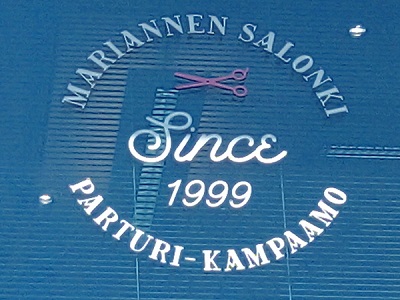 MARIANNEN SALONKI
Since
1999
PARTURI-KAMPAAMO